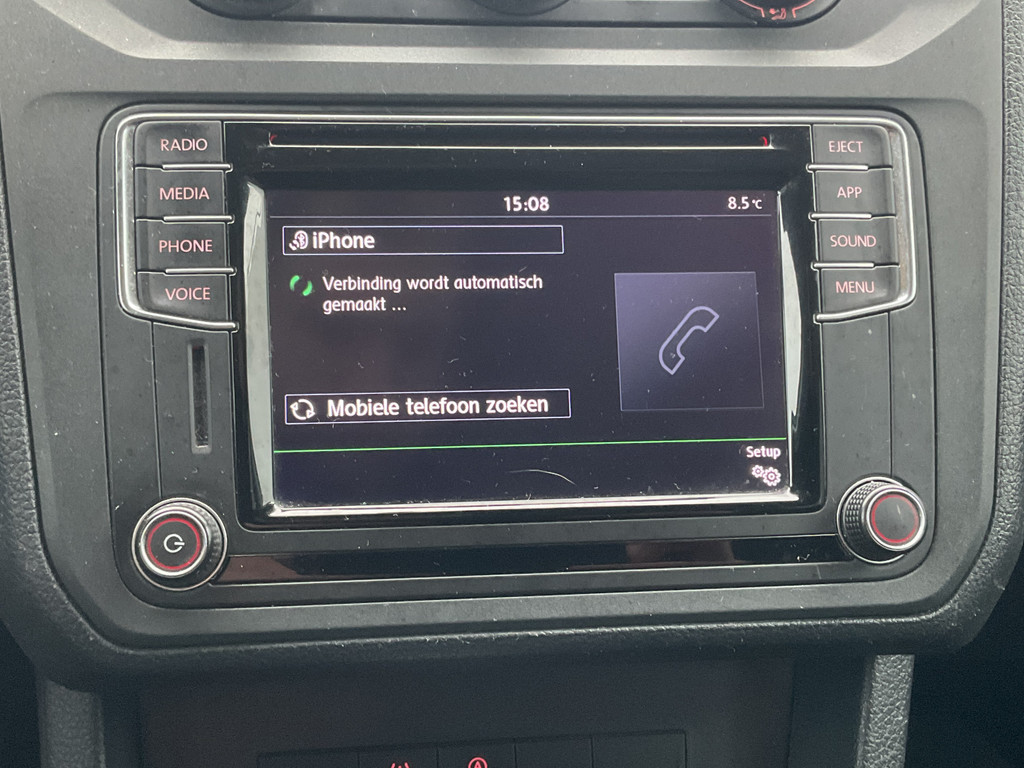 RADIO
MEDIA
PHONE
VOICE
EJECT
APP
SOUND
MENU
15:08
8.5°C
iPhone
Verbinding wordt automatisch
gemaakt ...
Mobiele telefoon zoeken
Setup
A